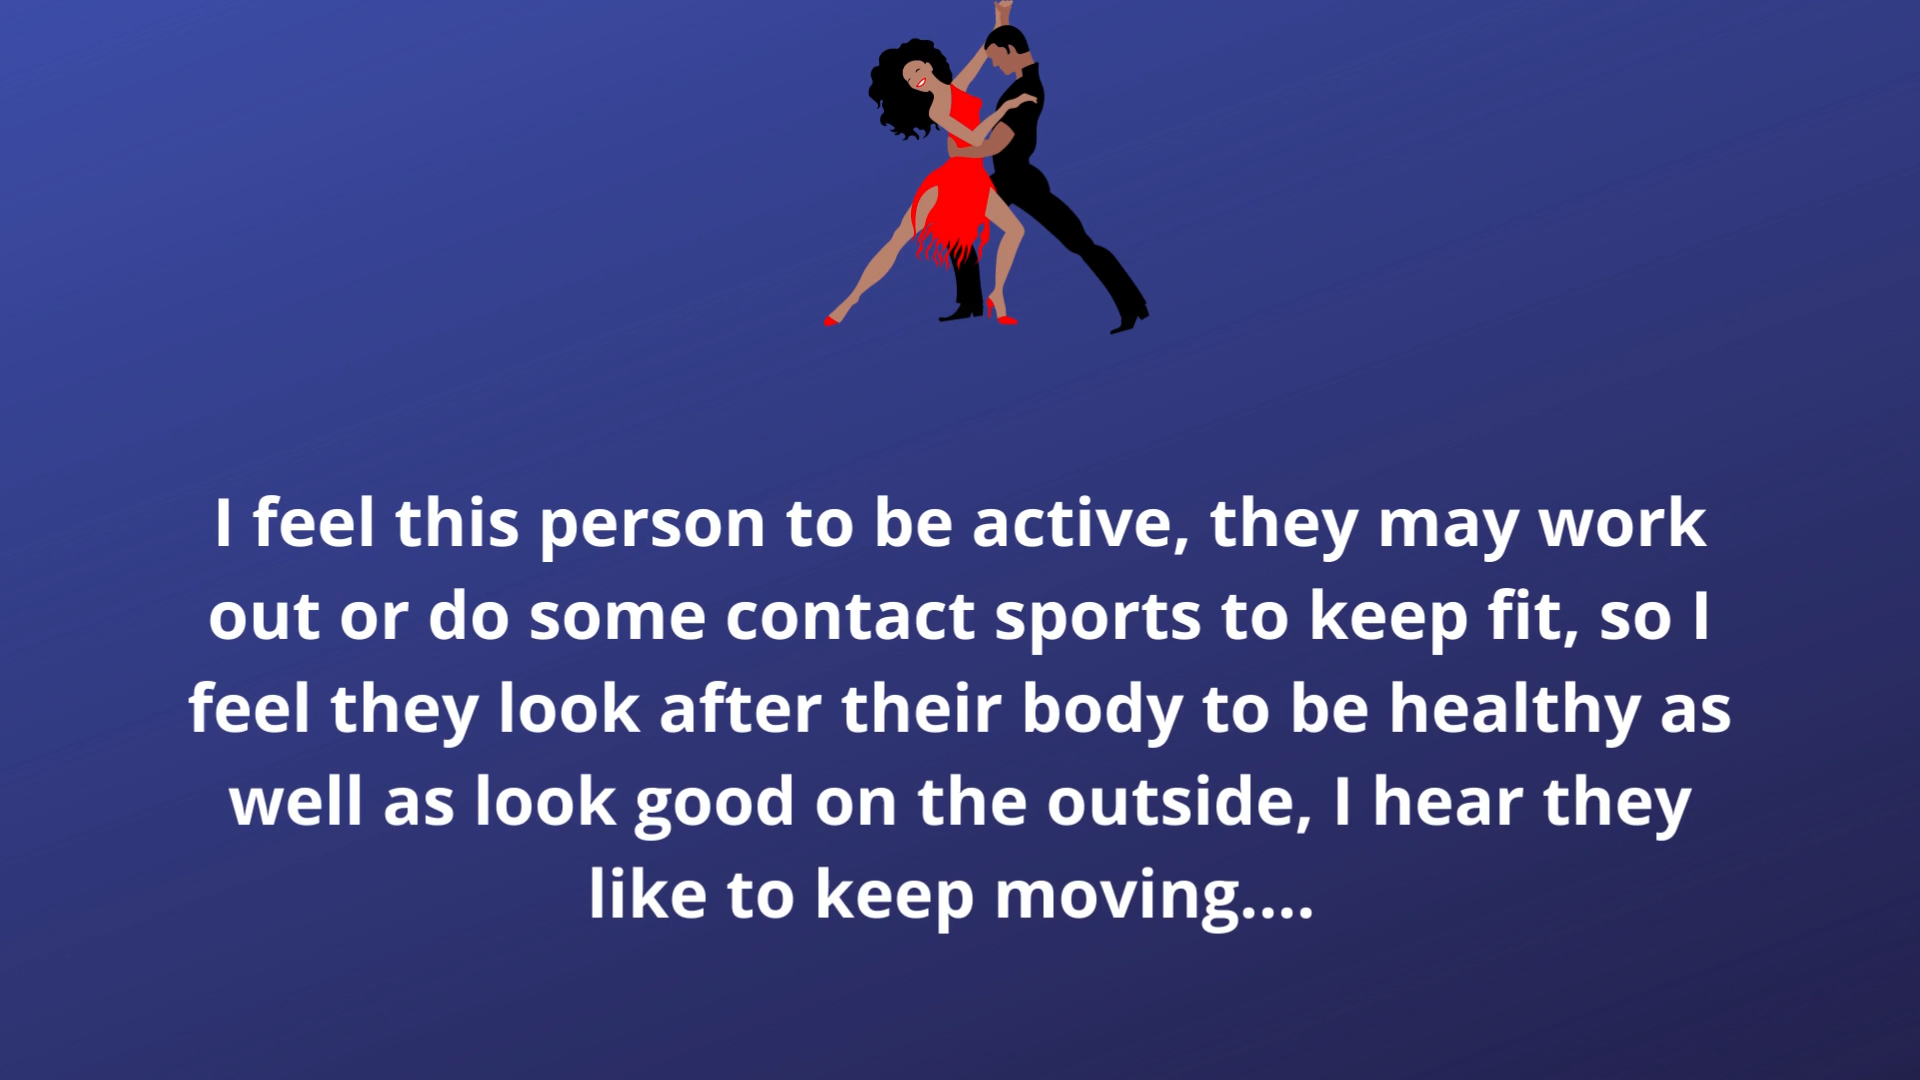 I feel this person to be active, they may work
out or do some contact sports to keep fit, so I
feel they look after their body to be healthy as
well as look good on the outside, I hear they
like to keep moving....